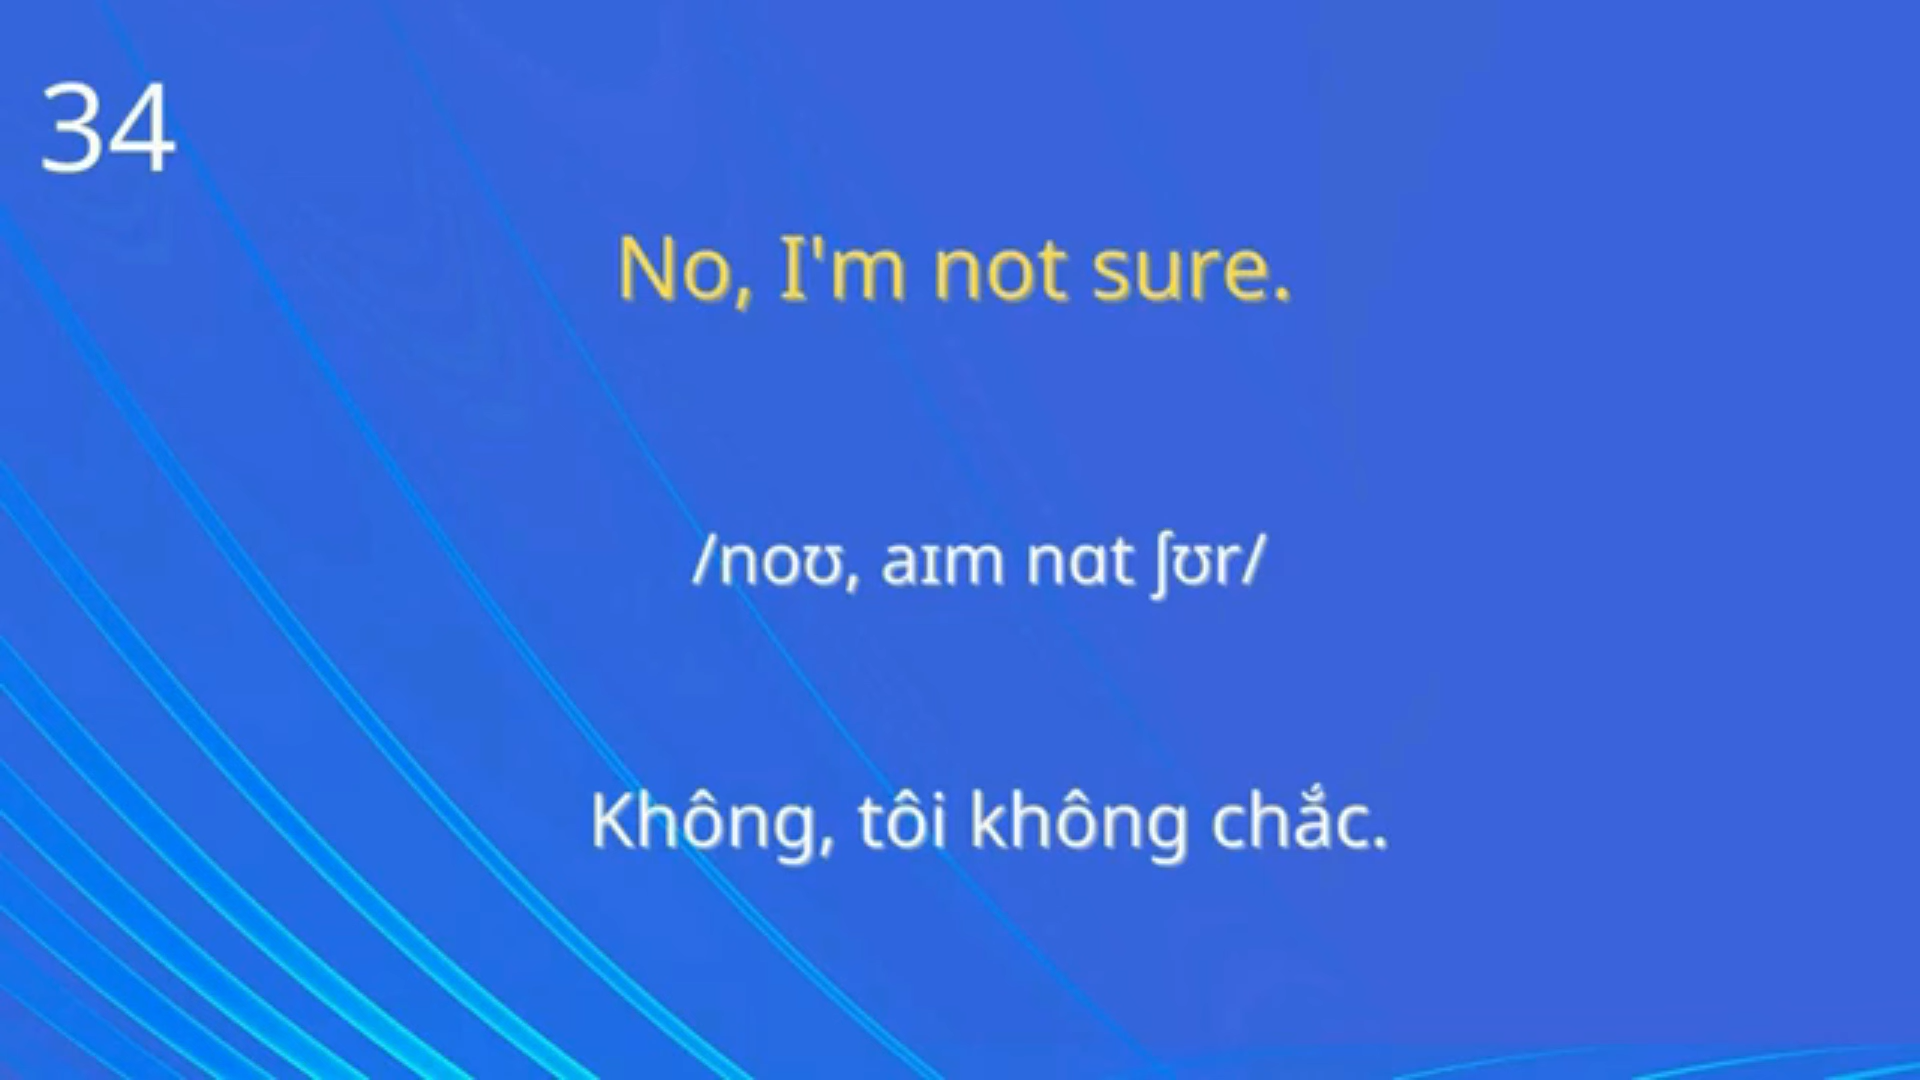 34
No, I'm not sure.
/noʊ, aɪm nɑt ʃʊr/
Không, tôi không chắc.